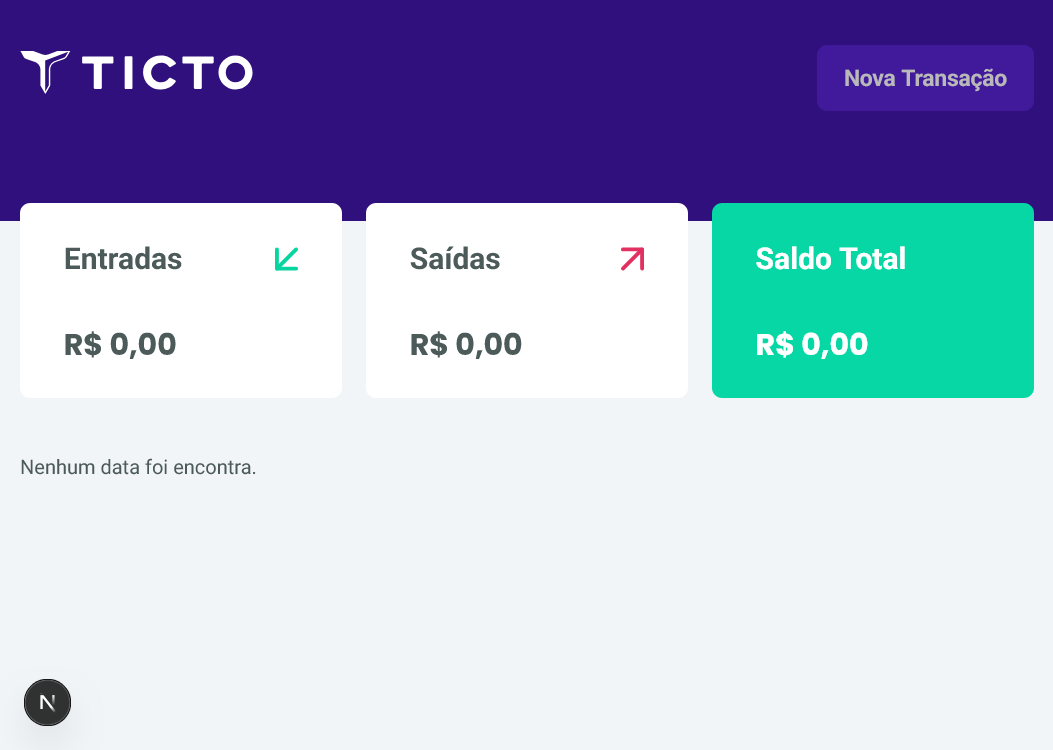 TICTO
Nova Transação
Entradas
Saídas
Saldo Total
R$ 0,00
R$ 0,00
R$ 0,00
Nenhum data foi encontra.
N